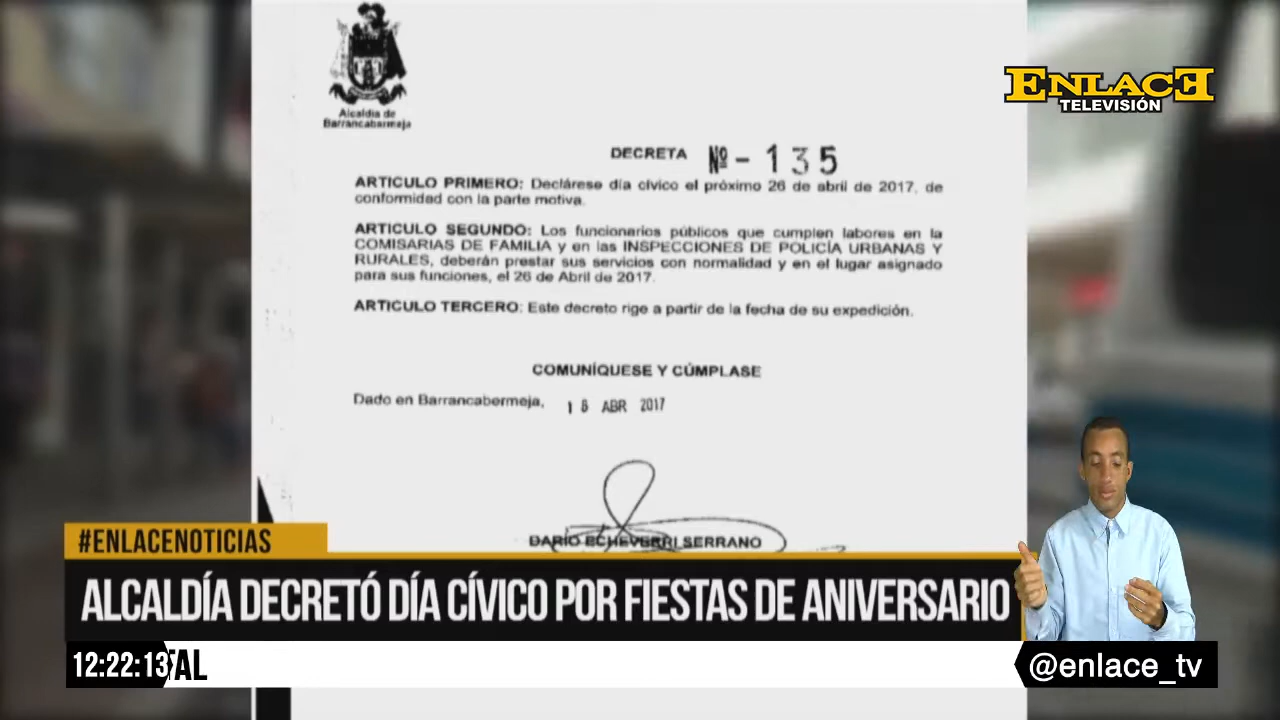 Alcaldía de
Barrancabermeja
ENLACE
TELEVISIÓN
DECRETA Nº - 135
ARTICULO PRIMERO: Declárese día cívico el próximo 26 de abril de 2017, de
conformidad con la parte motiva.
ARTICULO SEGUNDO: Los funcionarios públicos que cumplen labores en la
COMISARIAS DE FAMILIA y en las INSPECCIONES DE POLICÍA URBANAS Y
RURALES, deberán prestar sus servicios con normalidad y en el lugar asignado
para sus funciones, el 26 de Abril de 2017.
ARTICULO TERCERO: Este decreto rige a partir de la fecha de su expedición.
COMUNÍQUESE Y CÚMPLASE
Dado en Barrancabermeja, 18 ABR 2017
DARÍO ECHEVERRI SERRANO
#ENLACENOTICIAS
ALCALDÍA DECRETÓ DÍA CÍVICO POR FIESTAS DE ANIVERSARIO
12:22:13
@enlace_tv